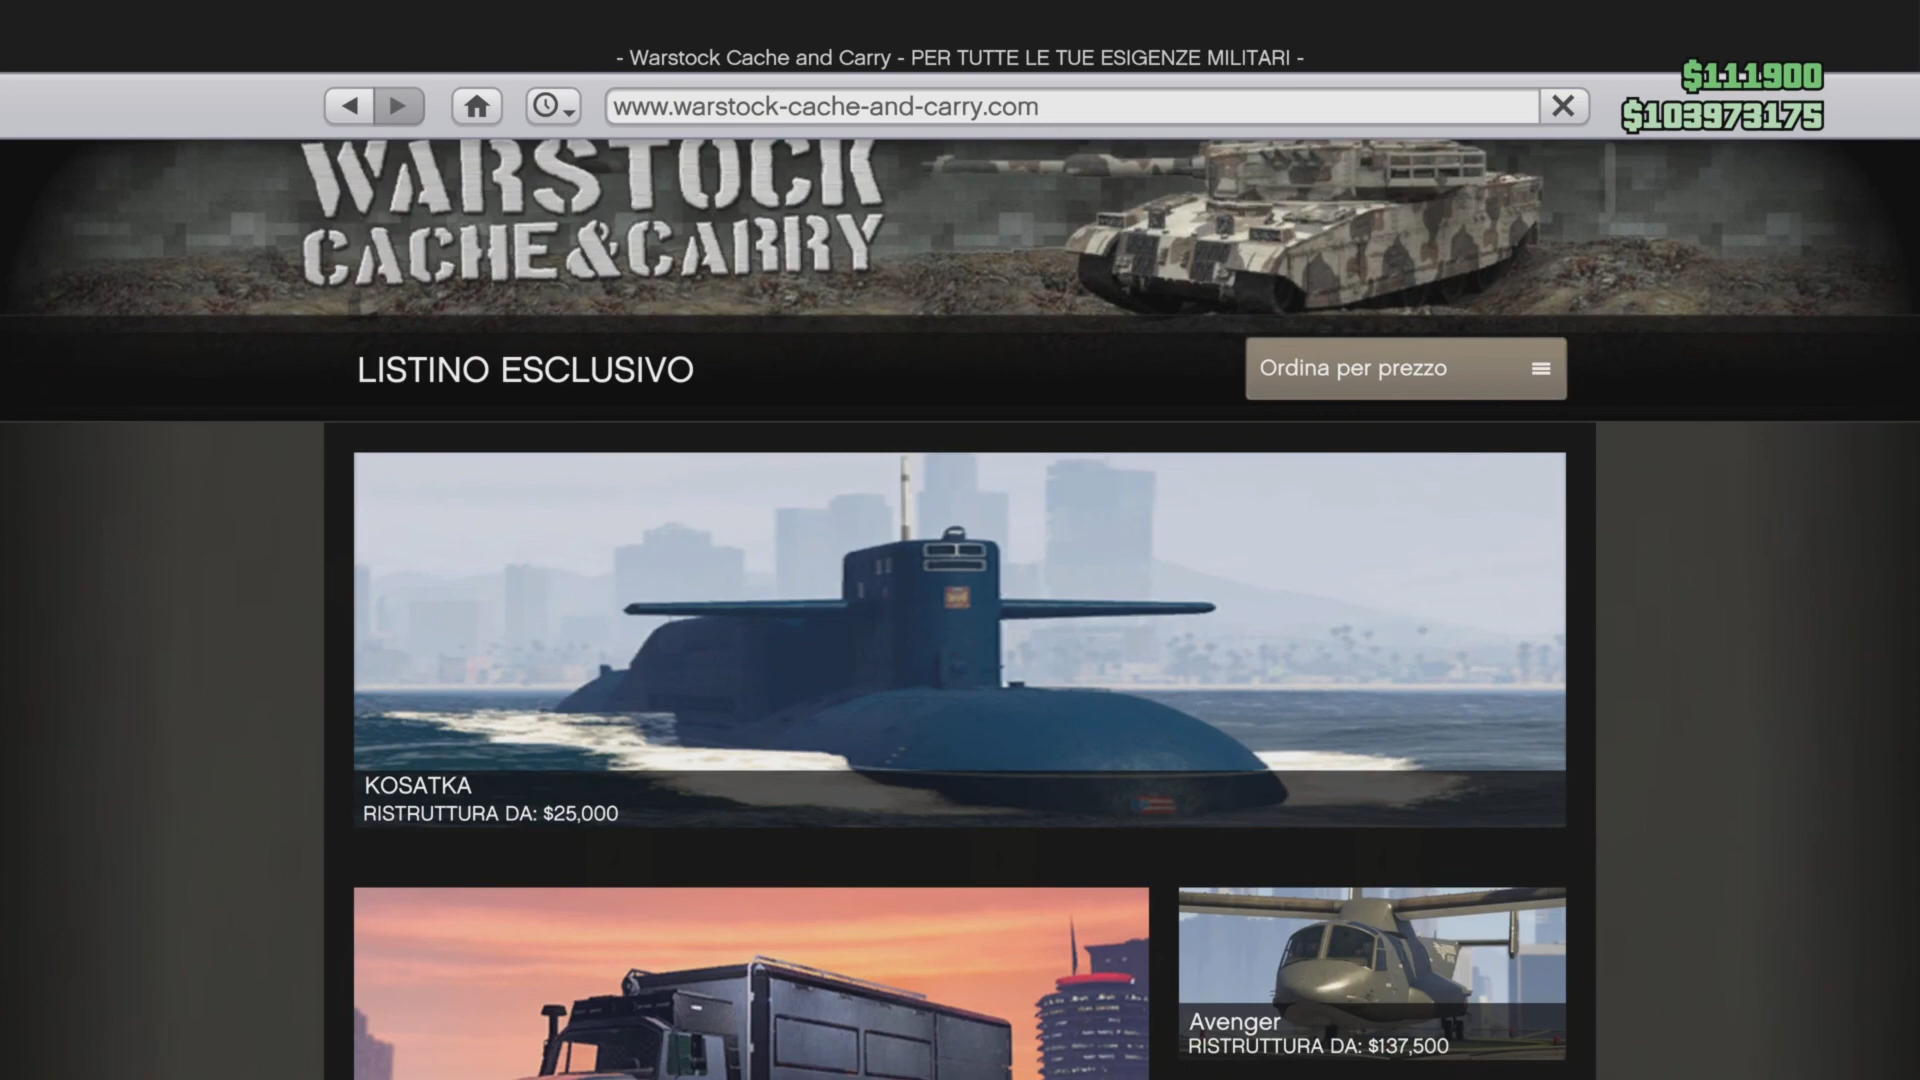 - Warstock Cache and Carry - PER TUTTE LE TUE ESIGENZE MILITARI -
$111900
www.warstock-cache-and-carry.com
$103973175
WARSTOCK
CACHE&CARRY
LISTINO ESCLUSIVO
Ordina per prezzo
KOSATKA
RISTRUTTURA DA: $25,000
Avenger
RISTRUTTURA DA: $137,500